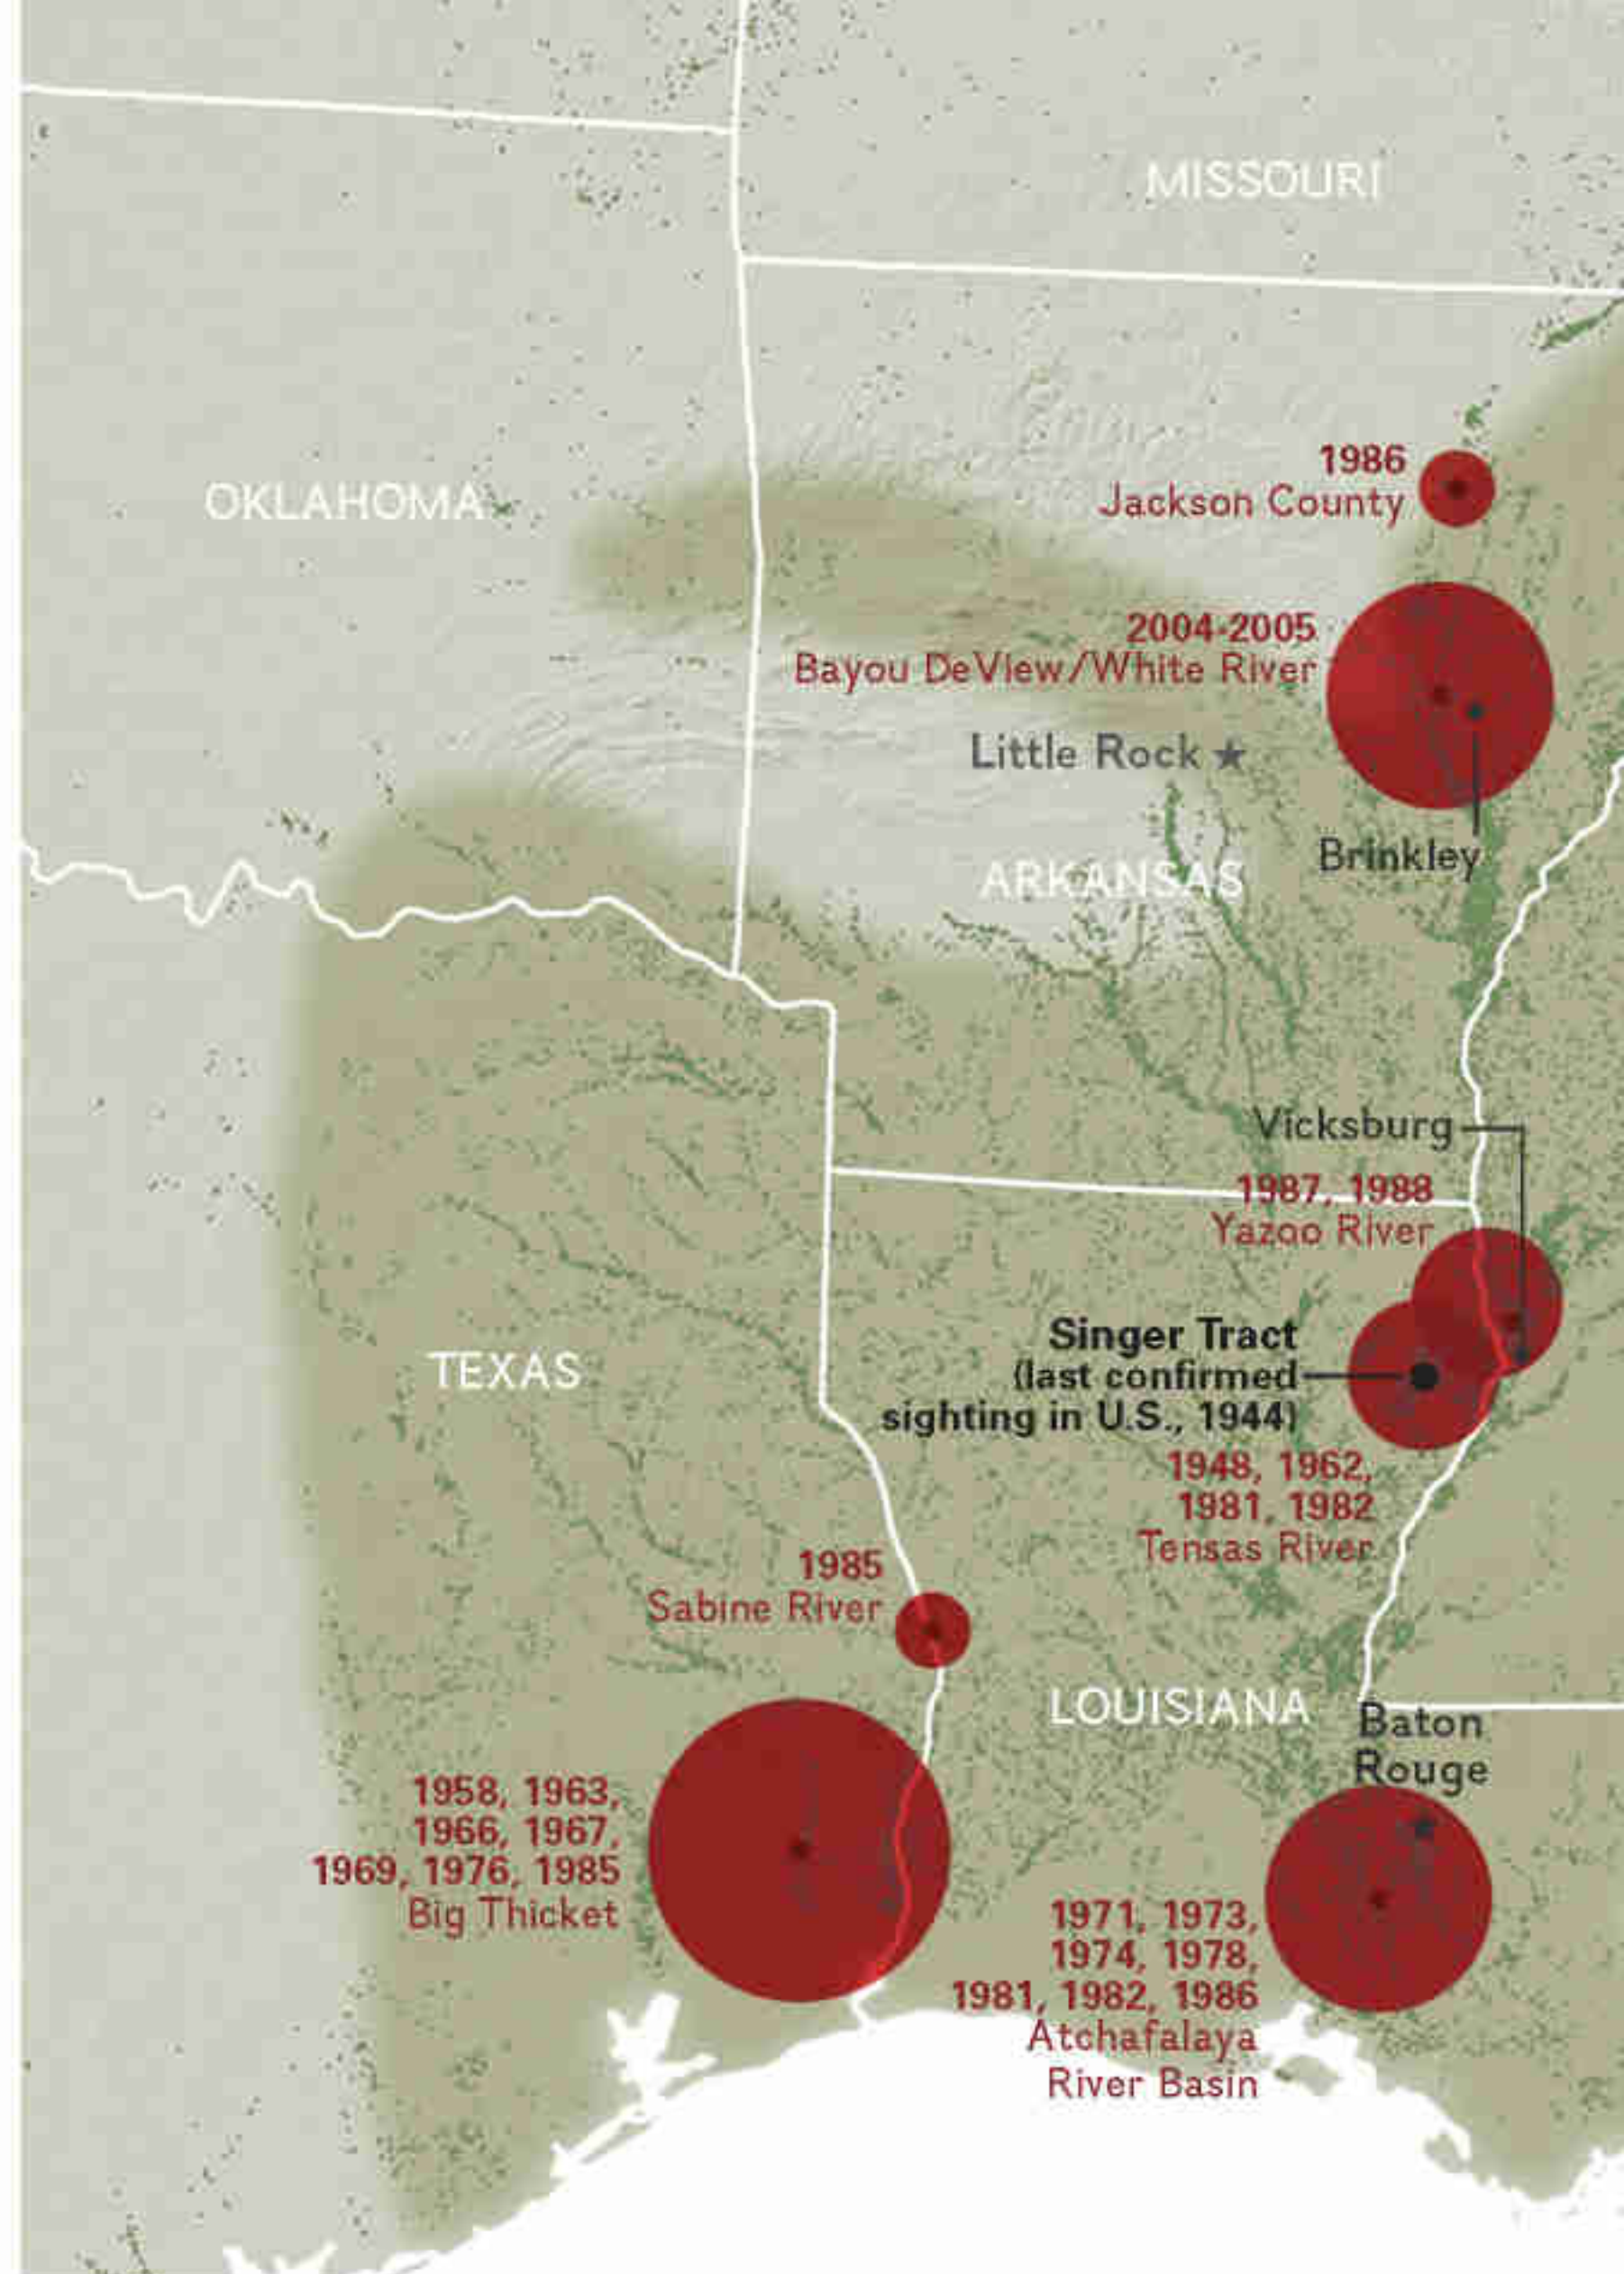 MISSOURI
1986
Jackson County
OKLAHOMA
2004-2005
Bayou DeView/White River
Little Rock
Brinkley
ARKANSAS
Vicksburg
1987, 1988
Yazoo River
Singer Tract
(last confirmed
sighting in U.S., 1944)
TEXAS
1948, 1962,
1981, 1982
Tensas River
1985
Sabine River
LOUISIANA
Baton
Rouge
1958, 1963,
1966, 1967,
1969, 1976, 1985
Big Thicket
1971, 1973,
1974, 1978,
1981, 1982, 1986
Atchafalaya
River Basin